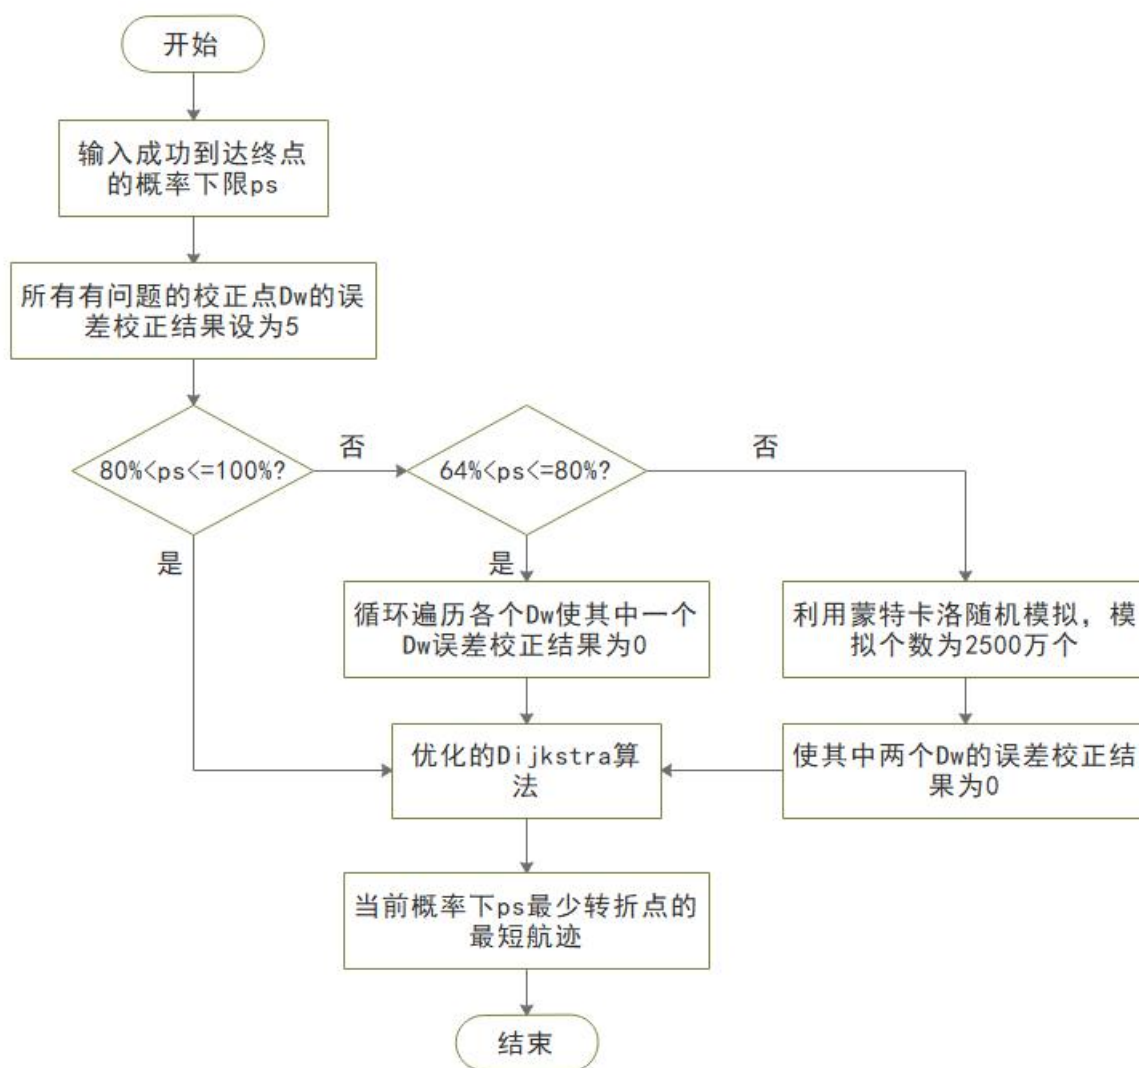 开始
输入成功到达终点
的概率下限ps
所有有问题的校正点Dw的误
差校正结果设为5
80%<ps<=100%?
否
64%<ps<=80%?
否
是
是
循环遍历各个Dw使其中一个
Dw误差校正结果为0
利用蒙特卡洛随机模拟，模
拟个数为2500万个
优化的Dijkstra算
法
使其中两个Dw的误差校正结
果为0
当前概率下ps最少转折点的
最短航迹
结束